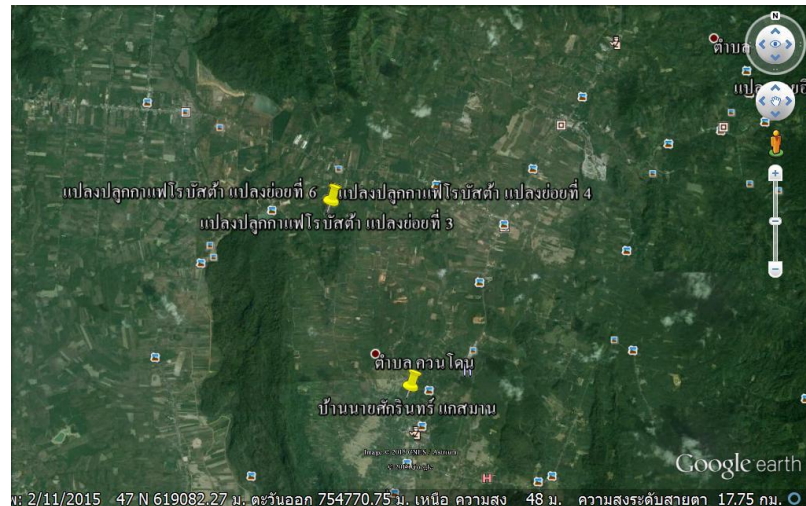 N
ตำบล
แปลงปลูกกาแฟโรบัสต้า แปลงย่อยที่ 6
แปลงปลูกกาแฟโรบัสต้า แปลงย่อยที่ 4
แปลงปลูกกาแฟโรบัสต้า แปลงย่อยที่ 3
ตำบล ควนโดน
บ้านนายศักรินทร์ แกสมาน
Google earth
2/11/2015 47 N 619082.27 ม. ตะวันออก 754770.75 ม. เหนือ ความสูง 48 ม. ความสูงระดับสายตา 17.75 กม.